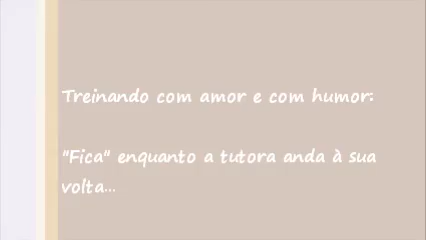 Treinando com amor e com humor:
"Fica" enquanto a tutora anda à sua
volta...